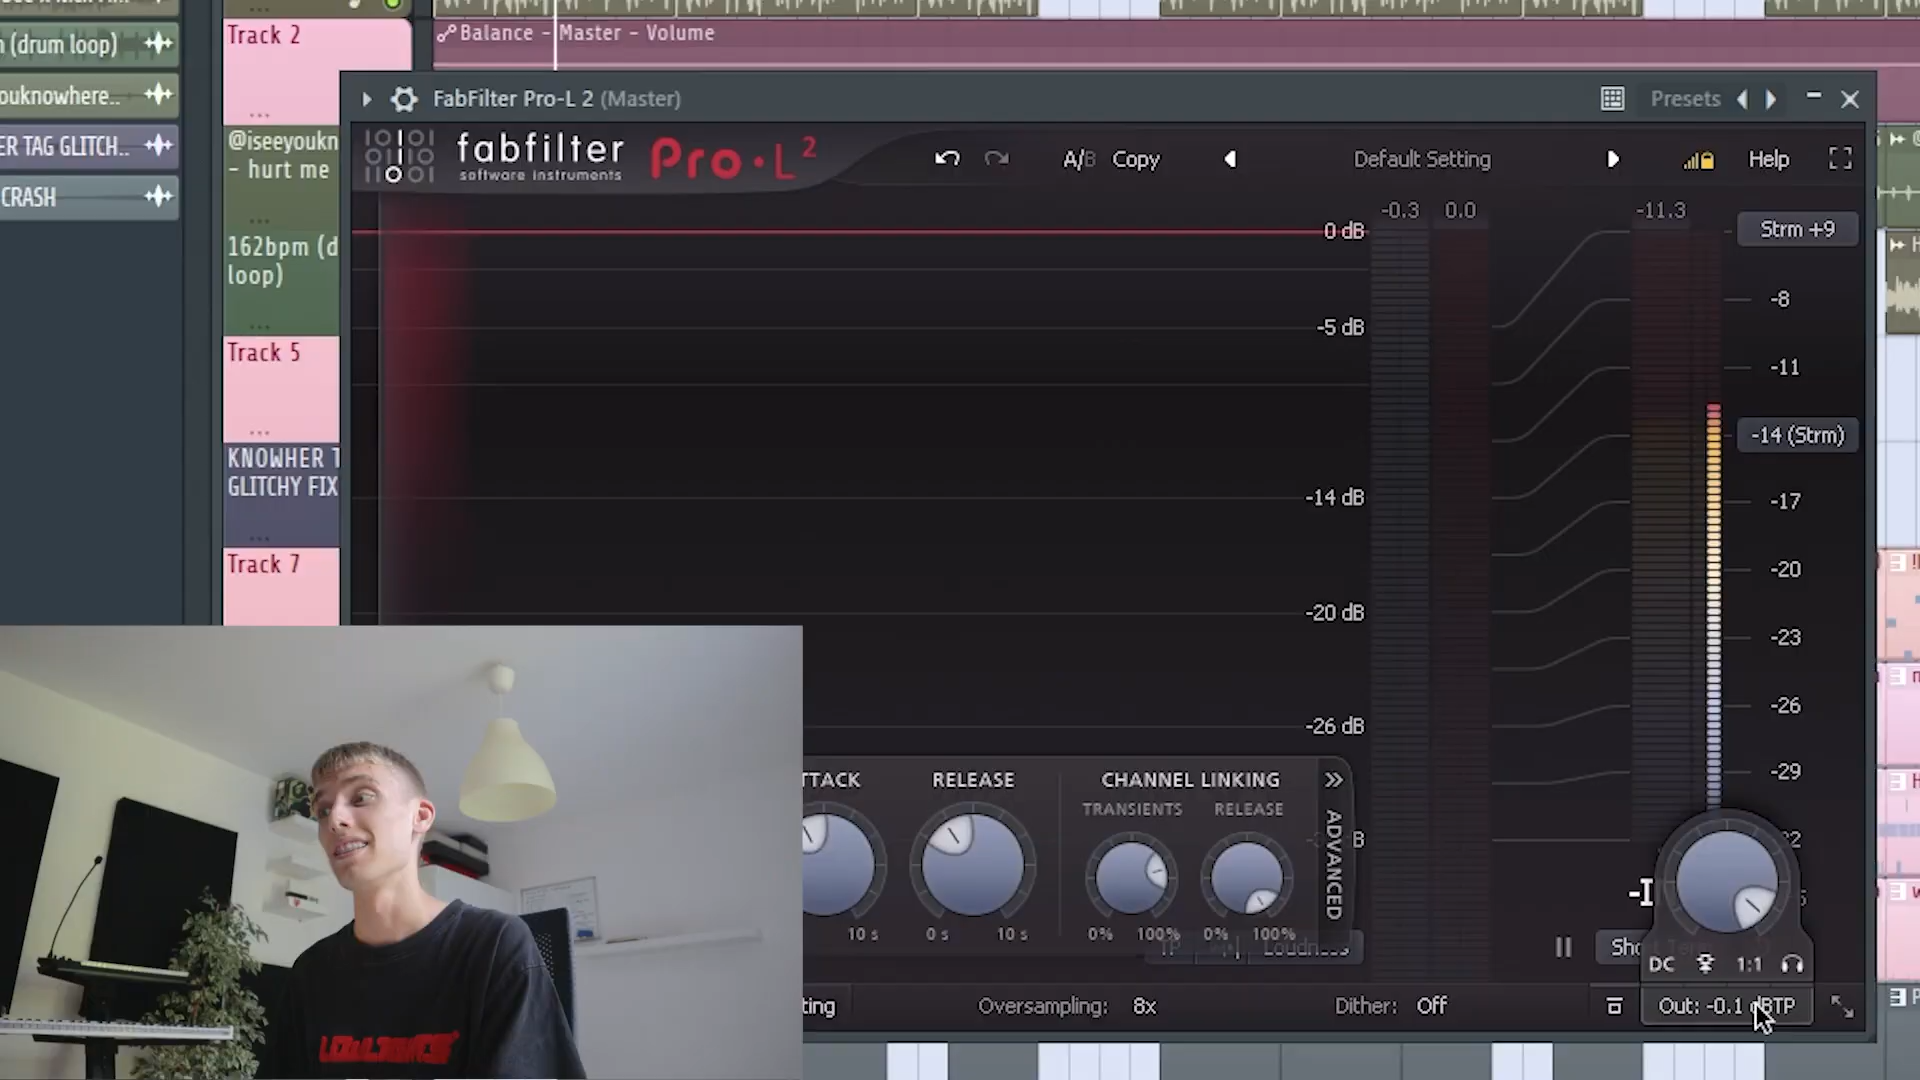 (drum loop)
ouknowhere..
ER TAG GLITCH..
CRASH
Track 2
@iseeyoukn
- hurt me
162bpm (d
loop)
Track 5
KNOWHER T
GLITCHY FIX
Track 7
Balance - Master - Volume
FabFilter Pro-L 2 (Master)
Presets
fabfilter
software instruments
Pro·L²
A/B
Copy
Default Setting
Help
-0.3
0.0
-11.3
Strm +9
0 dB
-5 dB
-14 dB
-20 dB
-26 dB
-8
-11
-14 (Strm)
-17
-20
-23
-26
-29
TTACK
RELEASE
CHANNEL LINKING
TRANSIENTS
RELEASE
ADVANCED
10 s
0 s
10 s
0%
100%
0%
100%
TP
Loudness
DC
1:1
ting
Oversampling:
8x
Dither:
Off
Out: -0.1 dBTP